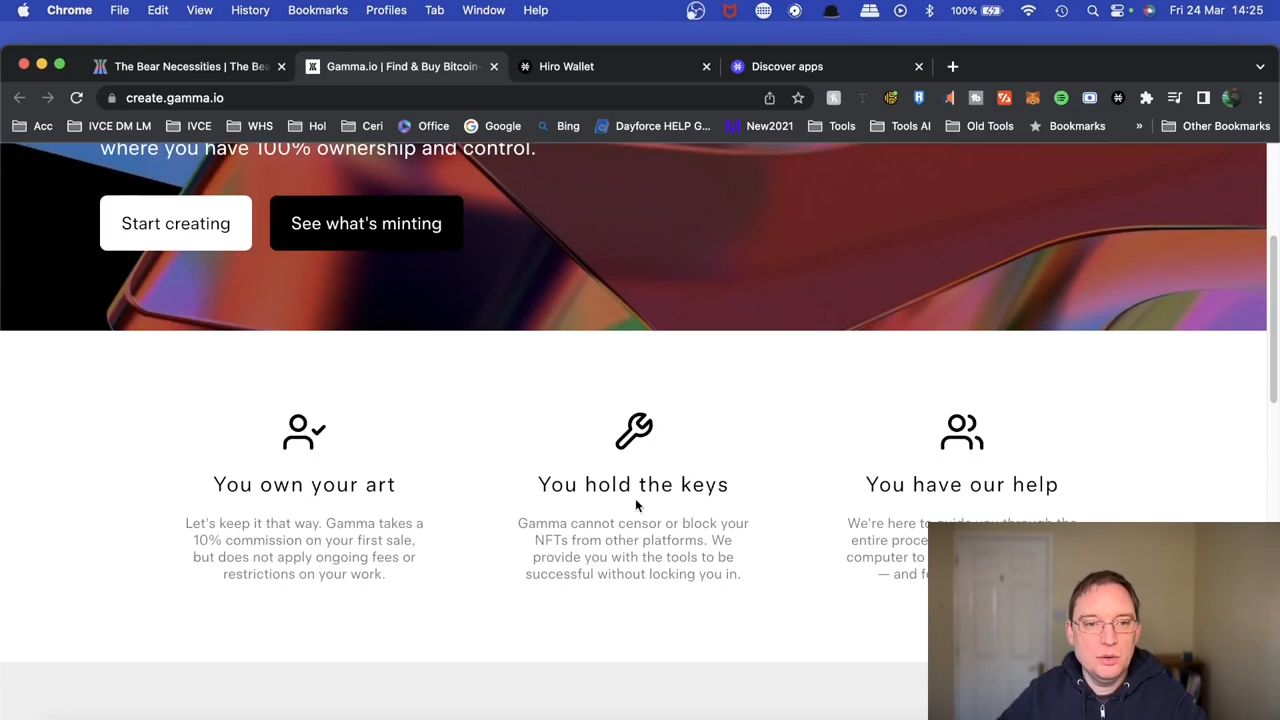 Chrome File Edit View History Bookmarks Profiles Tab Window Help 100% Fri 24 Mar 14:25
The Bear Necessities | The Bea Gamma.io | Find & Buy Bitcoin- Hiro Wallet Discover apps
create.gamma.io
Acc IVCE DM LM IVCE WHS Hol Ceri Office Google Bing Dayforce HELP G... New2021 Tools Tools AI Old Tools Bookmarks » Other Bookmarks
where you have 100% ownership and control.
Start creating See what's minting
You own your art
Let's keep it that way. Gamma takes a
10% commission on your first sale,
but does not apply ongoing fees or
restrictions on your work.
You hold the keys
Gamma cannot censor or block your
NFTs from other platforms. We
provide you with the tools to be
successful without locking you in.
You have our help
We're here to guide you through the
entire proce
computer to
— and f